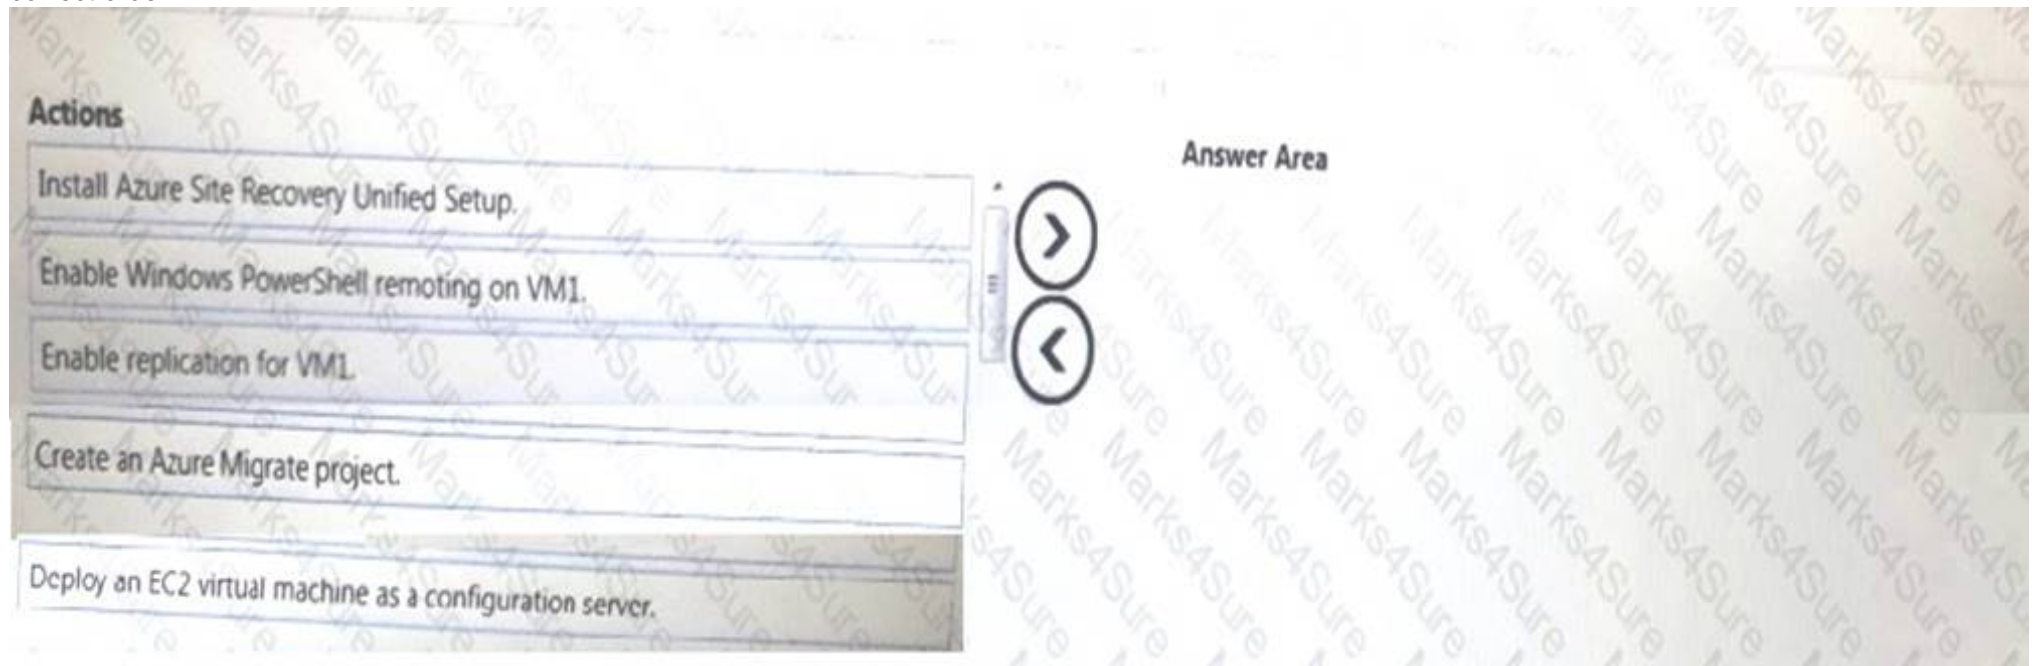 Actions
Answer Area
Install Azure Site Recovery Unified Setup.
Enable Windows PowerShell remoting on VM1.
Enable replication for VM1.
Create an Azure Migrate project.
Deploy an EC2 virtual machine as a configuration server.
Marks4Sure